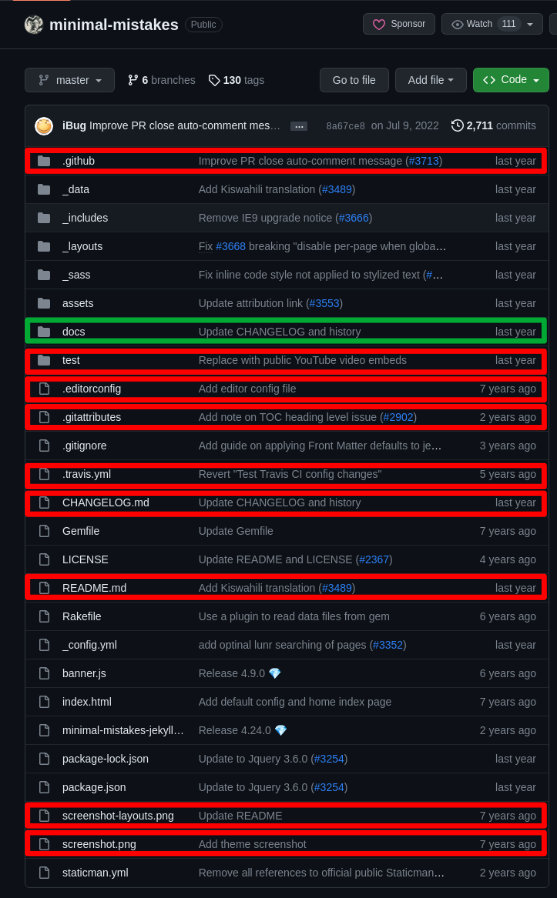 minimal-mistakes Public Sponsor Watch 111
master 6 branches 130 tags Go to file Add file Code
iBug Improve PR close auto-comment mes… ... 8a67ce8 on Jul 9, 2022 2,711 commits
.github Improve PR close auto-comment message (#3713) last year
_data Add Kiswahili translation (#3489) last year
_includes Remove IE9 upgrade notice (#3666) last year
_layouts Fix #3668 breaking "disable per-page when globa… last year
_sass Fix inline code style not applied to stylized text (#… last year
assets Update attribution link (#3553) last year
docs Update CHANGELOG and history last year
test Replace with public YouTube video embeds last year
.editorconfig Add editor config file 7 years ago
.gitattributes Add note on TOC heading level issue (#2902) 2 years ago
.gitignore Add guide on applying Front Matter defaults to je… 3 years ago
.travis.yml Revert "Test Travis CI config changes" 5 years ago
CHANGELOG.md Update CHANGELOG and history last year
Gemfile Update Gemfile 7 years ago
LICENSE Update README and LICENSE (#2367) 4 years ago
README.md Add Kiswahili translation (#3489) last year
Rakefile Use a plugin to read data files from gem 6 years ago
_config.yml add optinal lunr searching of pages (#3352) last year
banner.js Release 4.9.0 💎 6 years ago
index.html Add default config and home index page 7 years ago
minimal-mistakes-jekyll… Release 4.24.0 💎 2 years ago
package-lock.json Update to Jquery 3.6.0 (#3254) last year
package.json Update to Jquery 3.6.0 (#3254) last year
screenshot-layouts.png Update README 7 years ago
screenshot.png Add theme screenshot 7 years ago
staticman.yml Remove all references to official public Staticman… 2 years ago